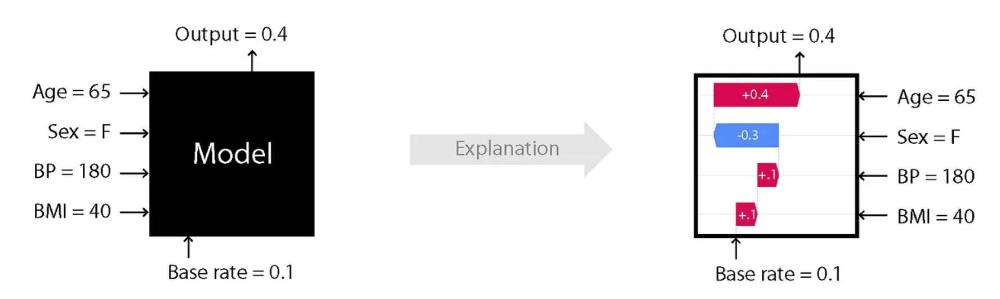 Output = 0.4
Age = 65
Sex = F
BP = 180
BMI = 40
Model
Base rate = 0.1
Explanation
Output = 0.4
+0.4
Age = 65
-0.3
Sex = F
+.1
BP = 180
+.1
BMI = 40
Base rate = 0.1